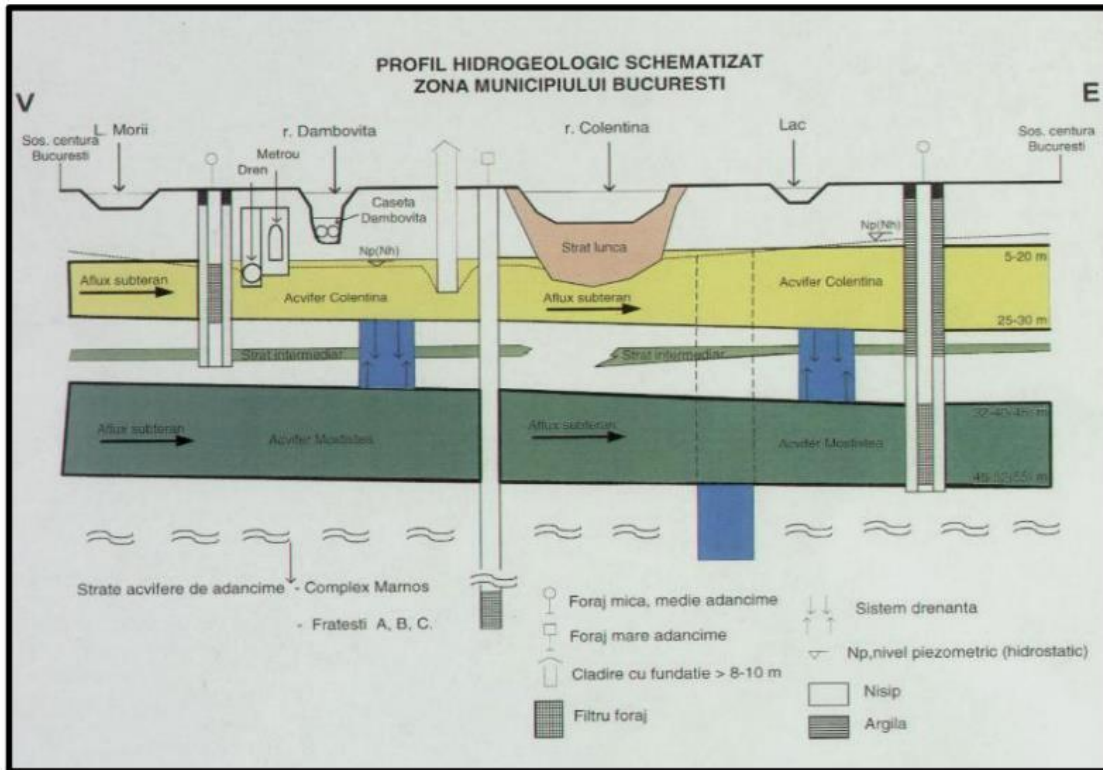 PROFIL HIDROGEOLOGIC SCHEMATIZAT
ZONA MUNICIPIULUI BUCURESTI
V
E
L. Morii
r. Dambovita
r. Colentina
Lac
Sos. centura
Bucuresti
Sos. centura
Bucuresti
Metrou
Dren
Caseta
Dambovita
Np(Nh)
Np(Nh)
Strat lunca
5-20 m
Aflux subteran
Acvifer Colentina
Aflux subteran
Acvifer Colentina
25-30 m
Strat intermediar
Strat intermediar
Aflux subteran
Acvifer Mostistea
Aflux subteran
Acvifer Mostistea
Strate acvifere de adancime - Complex Marnos
- Fratesti A, B, C.
Foraj mica, medie adancime
Foraj mare adancime
Cladire cu fundatie > 8-10 m
Filtru foraj
Sistem drenanta
Np,nivel piezometric (hidrostatic)
Nisip
Argila